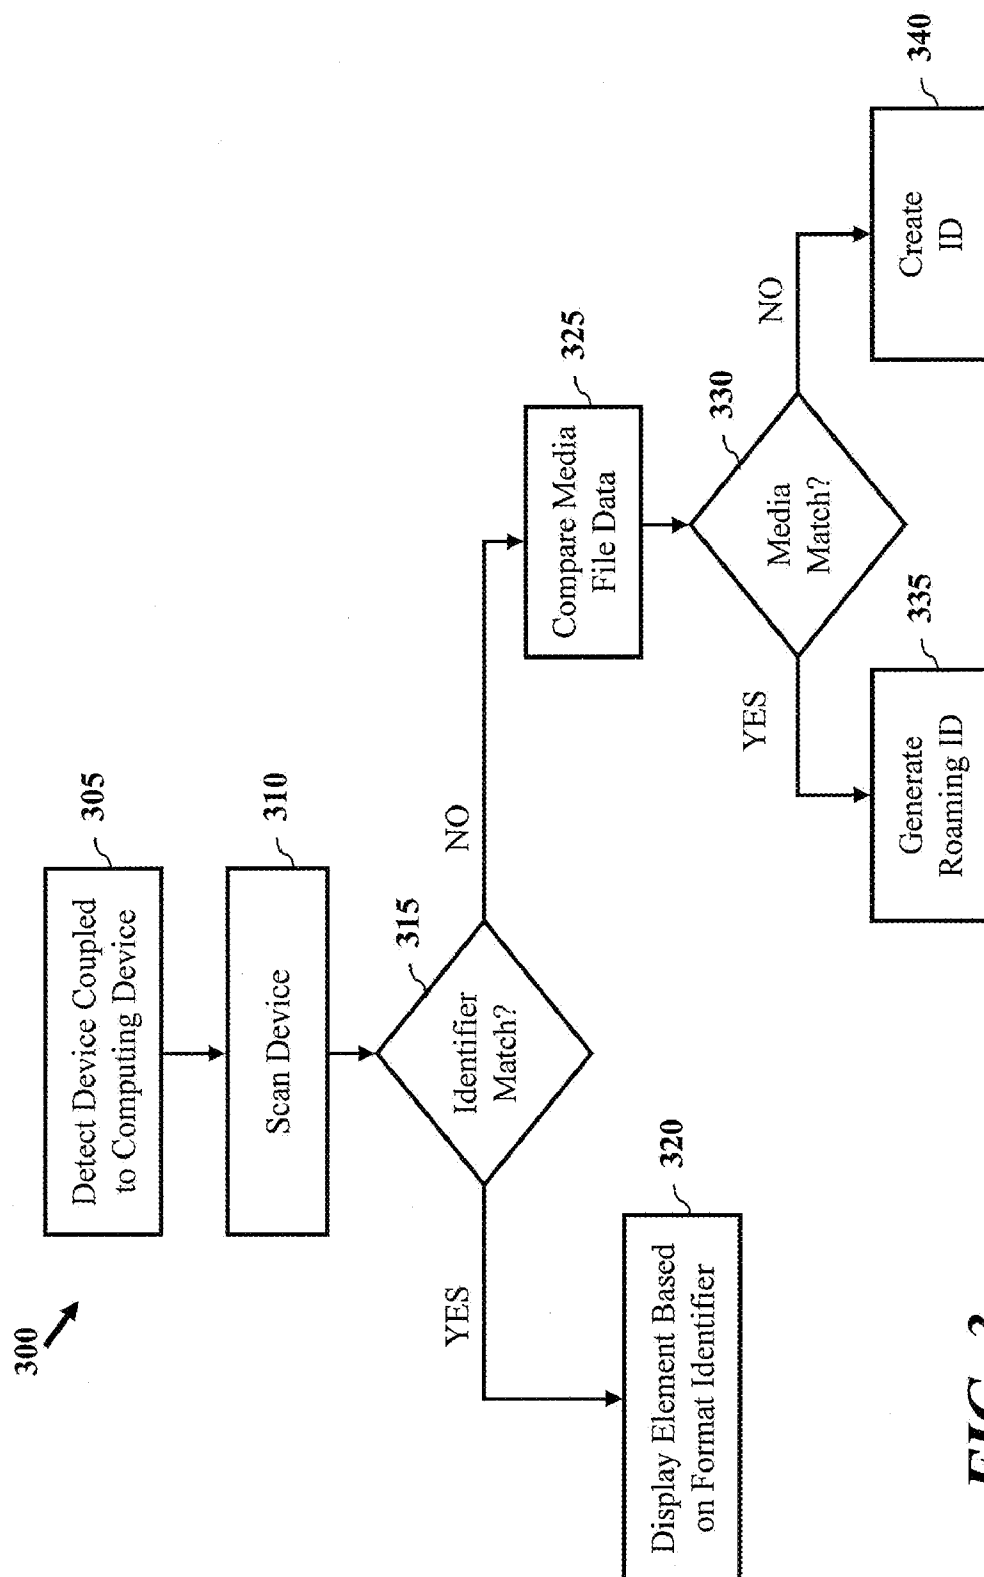 300
305
Detect Device Coupled
to Computing Device
310
Scan Device
315
Identifier
Match?
YES
NO
320
Display Element Based
on Format Identifier
325
Compare Media
File Data
330
Media
Match?
YES
NO
335
Generate
Roaming ID
340
Create
ID